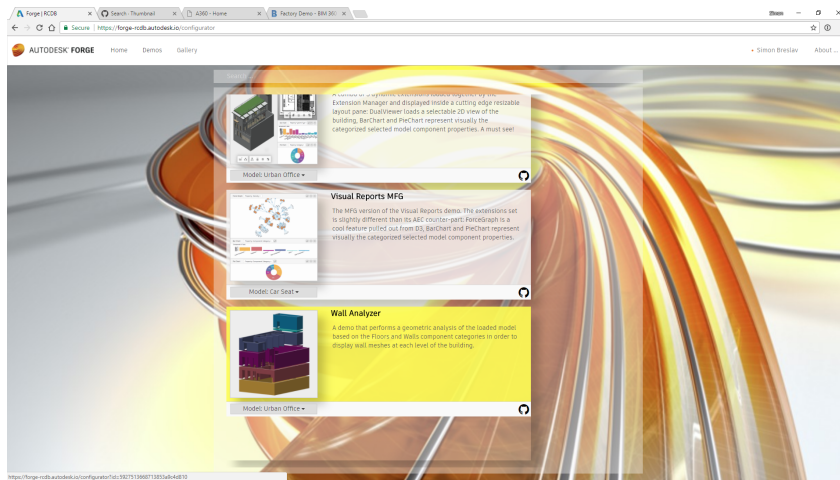 Forge | RCDB
Search · Thumbnail
A360 - Home
Factory Demo - BIM 360
Secure
https://forge-rcdb.autodesk.io/configurator
AUTODESK® FORGE
Home
Demos
Gallery
Simon Breslav
About ...
Search
Extension Manager and displayed inside a cutting edge resizable
layout pane: DualViewer loads a selectable 2D view of the
building, BarChart and PieChart represent visually the
categorized selected model component properties. A must see!
Model: Urban Office
Visual Reports MFG
The MFG version of the Visual Reports demo. The extensions set
is slightly different than its AEC counter-part: ForceGraph is a
cool feature pulled out from D3, BarChart and PieChart represent
visually the categorized selected model component properties.
Model: Car Seat
Wall Analyzer
A demo that performs a geometric analysis of the loaded model
based on the Floors and Walls component categories in order to
display wall meshes at each level of the building.
Model: Urban Office